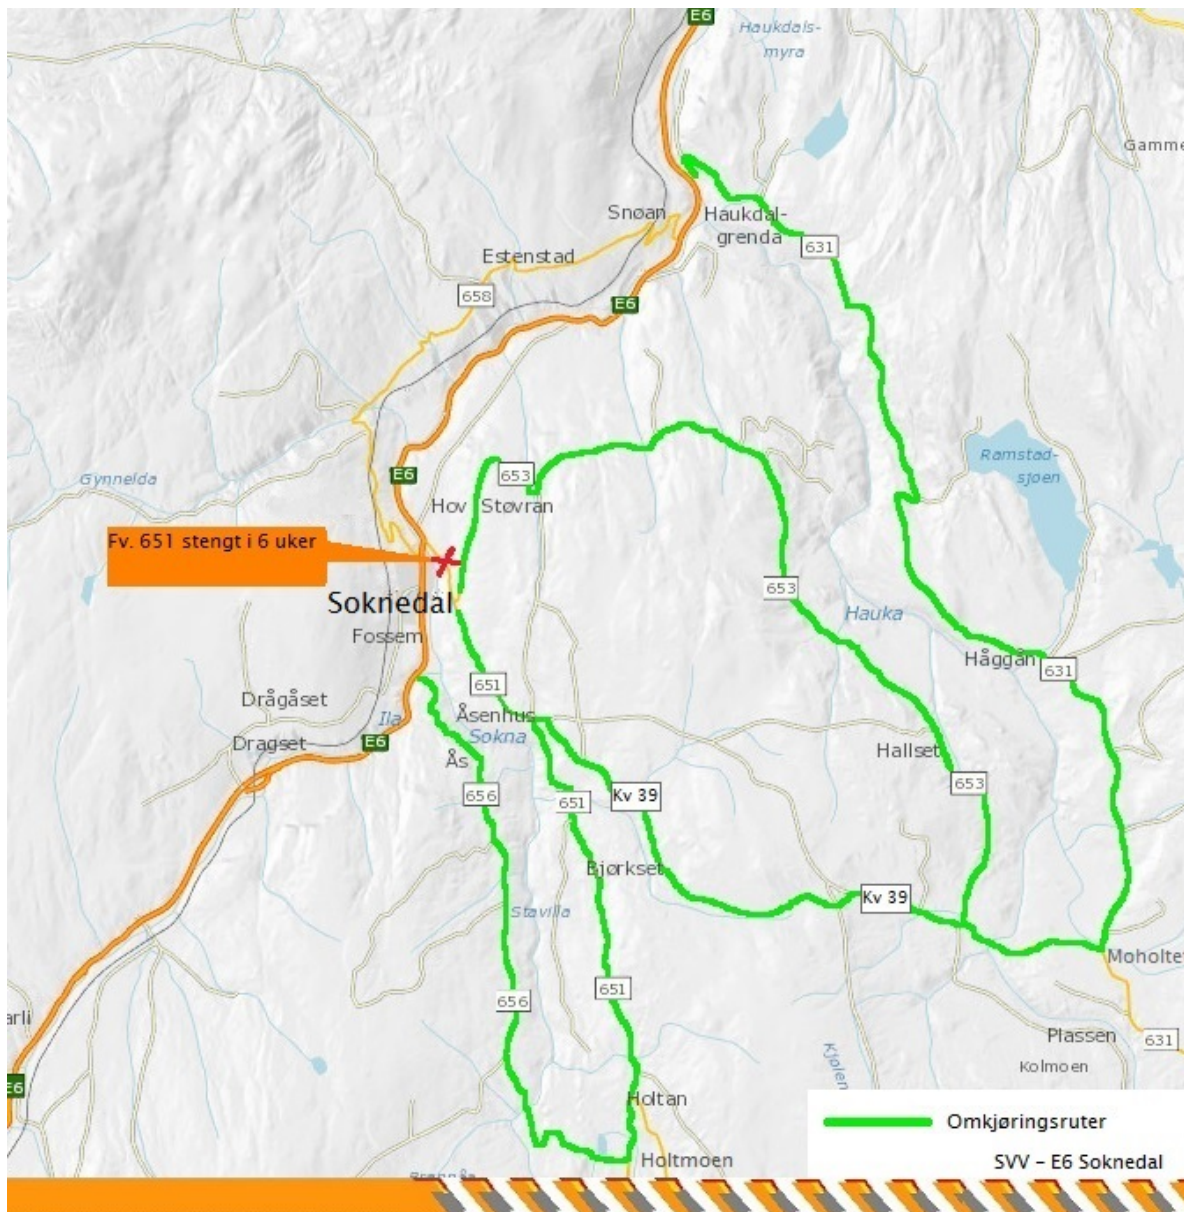 E6
Haukdals-
myra
Gamme
Snøan
Haukdal-
grenda
631
Estenstad
658
E6
Ramstad-
sjøen
E6
653
Gynnelda
Hov
Støvran
Fv. 651 stengt i 6 uker
653
Soknedal
Hauka
Fossem
Håggån
631
651
Drågåset
Åsenhus
Ila
Sokna
Dragset
E6
Hallset
Ås
653
656
651
Kv 39
Bjørkset
Kv 39
Stavilla
Moholte
651
656
arli
Plassen
631
Kjølen
Kolmoen
E6
Holtan
Omkjøringsruter
Holtmoen
SVV – E6 Soknedal